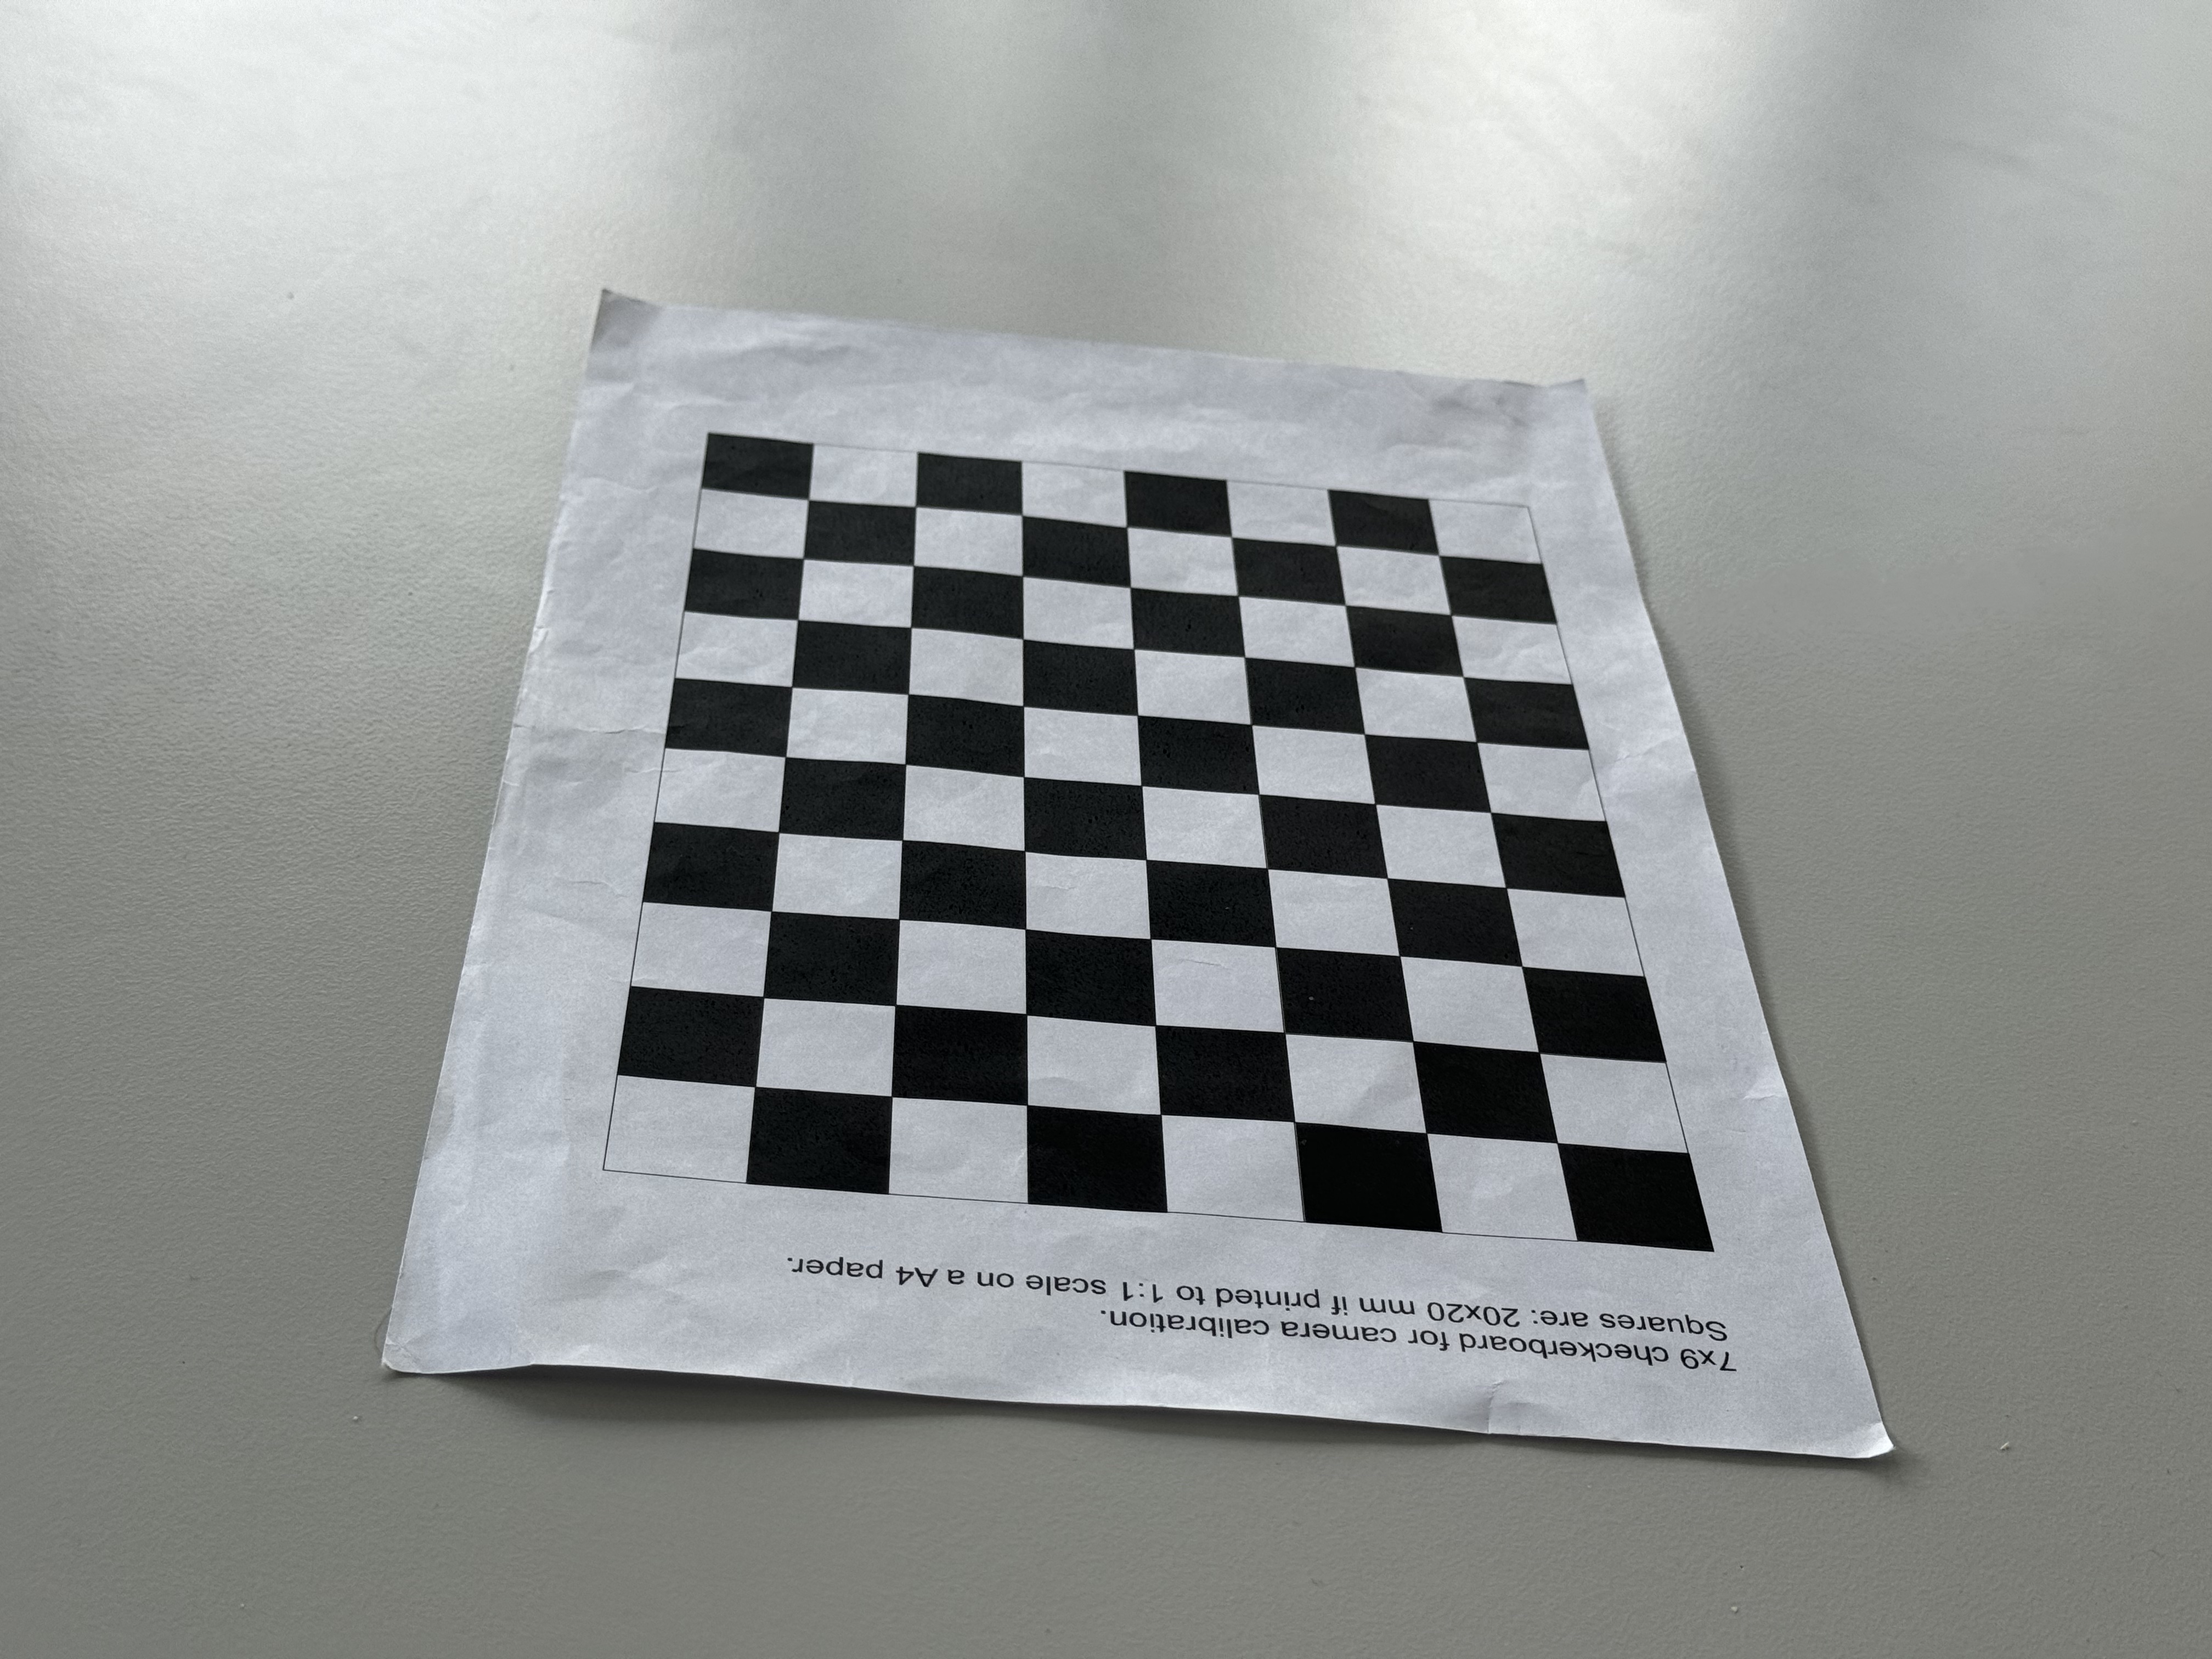 7x9 checkerboard for camera calibration.
Squares are: 20x20 mm if printed to 1:1 scale on a A4 paper.